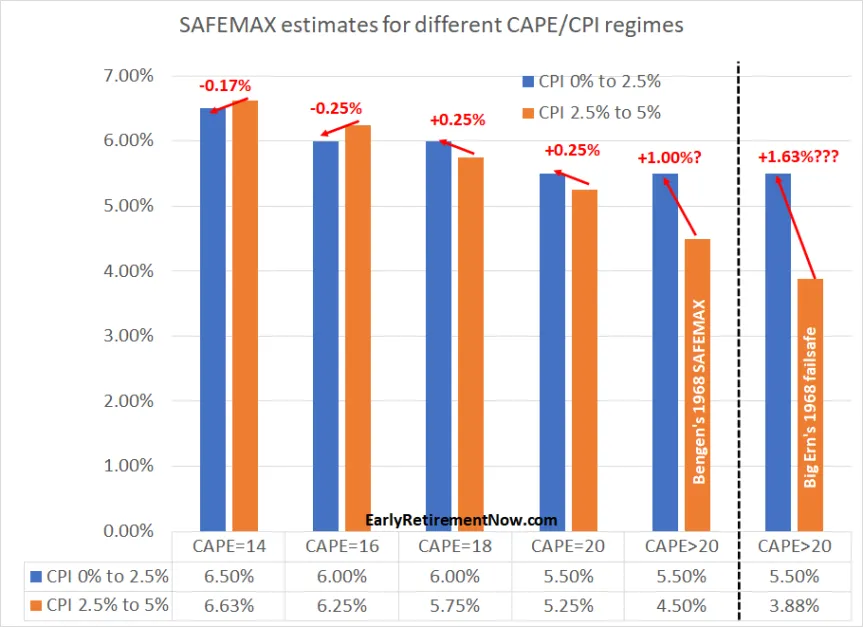 SAFEMAX estimates for different CAPE/CPI regimes
CPI 0% to 2.5%
CPI 2.5% to 5%
7.00%
6.00%
5.00%
4.00%
3.00%
2.00%
1.00%
0.00%
-0.17%
-0.25%
+0.25%
+0.25%
+1.00%?
+1.63%???
Bengen's 1968 SAFEMAX
Big Ern's 1968 failsafe
EarlyRetirementNow.com
CAPE=14 CAPE=16 CAPE=18 CAPE=20 CAPE>20 CAPE>20
CPI 0% to 2.5% 6.50% 6.00% 6.00% 5.50% 5.50% 5.50%
CPI 2.5% to 5% 6.63% 6.25% 5.75% 5.25% 4.50% 3.88%